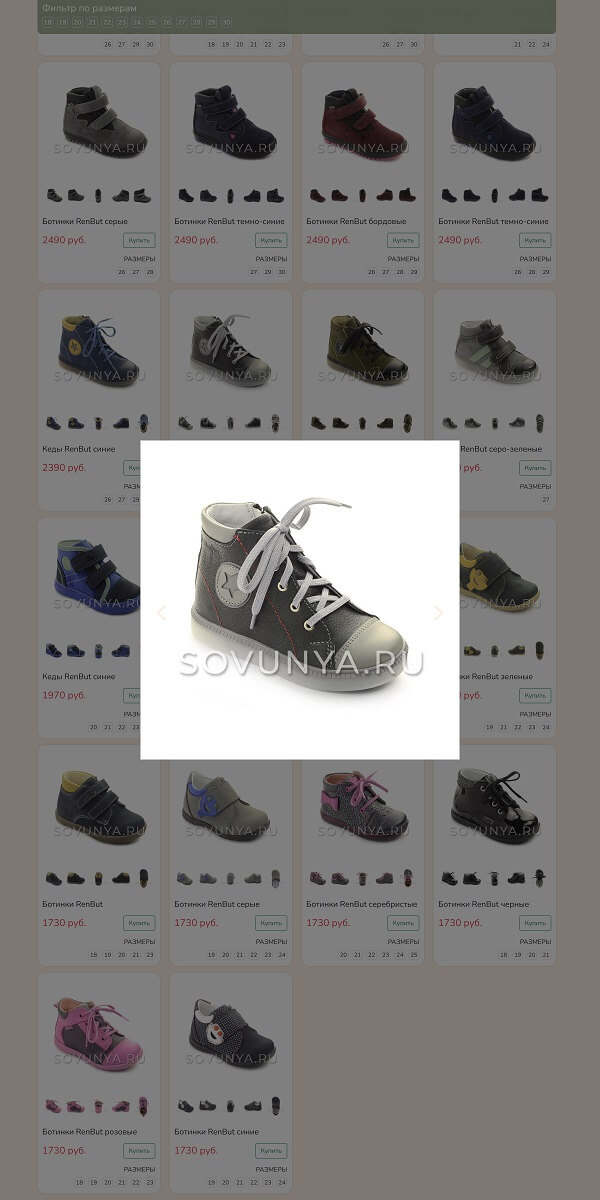 Фильтр по размерам
18 19 20 21 22 23 24 25 26 27 28 29 30
26 27 29 30
18 19 20 21 22 23
26 27 30
21 22 24
SOVUNYA.RU SOVUNYA.RU SOVUNYA.RU SOVUNYA.RU
Ботинки RenBut серые
2490 руб. Купить
РАЗМЕРЫ
26 27 28
Ботинки RenBut темно-синие
2490 руб. Купить
РАЗМЕРЫ
27 29 30
Ботинки RenBut бордовые
2490 руб. Купить
РАЗМЕРЫ
26 27 28 29
Ботинки RenBut темно-синие
2490 руб. Купить
РАЗМЕРЫ
26 28 29
SOVUNYA.RU SOVUNYA.RU SOVUNYA.RU SOVUNYA.RU
Кеды RenBut синие
2390 руб.
26 27 29
RenBut серо-зеленые
руб. Купить
РАЗМЕРЫ
27
SOVUNYA.RU
SOVUNYA.RU
Кеды RenBut синие
1970 руб.
20 21 22 23
RenBut зеленые
руб. Купить
РАЗМЕРЫ
19 21 22 23 24
SOVUNYA.RU SOVUNYA.RU SOVUNYA.RU SOVUNYA.RU
Ботинки RenBut
1730 руб. Купить
РАЗМЕРЫ
18 19 20 21 23
Ботинки RenBut серые
1730 руб. Купить
РАЗМЕРЫ
19 20 21 22 23 24
Ботинки RenBut серебристые
1730 руб. Купить
РАЗМЕРЫ
20 21 22 23 24 25
Ботинки RenBut черные
1730 руб. Купить
РАЗМЕРЫ
18 19 20 21
SOVUNYA.RU SOVUNYA.RU
Ботинки RenBut розовые
1730 руб. Купить
РАЗМЕРЫ
18 19 20 21 22 23
Ботинки RenBut синие
1730 руб. Купить
РАЗМЕРЫ
19 20 21 22 23 24